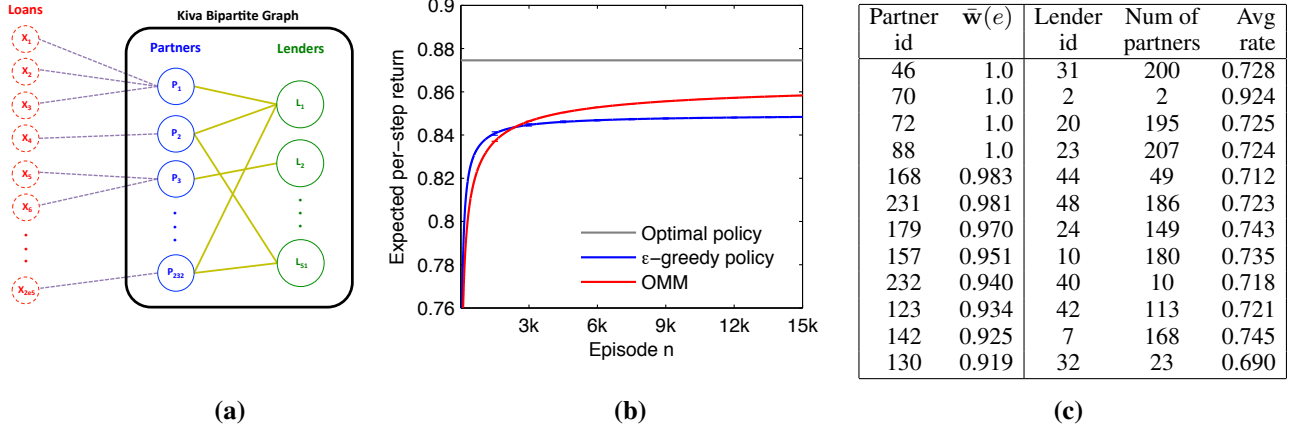 Loans
Kiva Bipartite Graph
Partners
Lenders
X1
X2
X3
X4
X5
X6
X2e5
P1
P2
P3
P232
L1
L2
L51
(a)
Expected per-step return
0.9
0.88
0.86
0.84
0.82
0.8
0.78
0.76
Optimal policy
ε-greedy policy
OMM
3k 6k 9k 12k 15k
Episode n
(b)
Partner w̄(e) Lender Num of Avg
id id partners rate
46 1.0 31 200 0.728
70 1.0 2 2 0.924
72 1.0 20 195 0.725
88 1.0 23 207 0.724
168 0.983 44 49 0.712
231 0.981 48 186 0.723
179 0.970 24 149 0.743
157 0.951 10 180 0.735
232 0.940 40 10 0.718
123 0.934 42 113 0.721
142 0.925 7 168 0.745
130 0.919 32 23 0.690
(c)